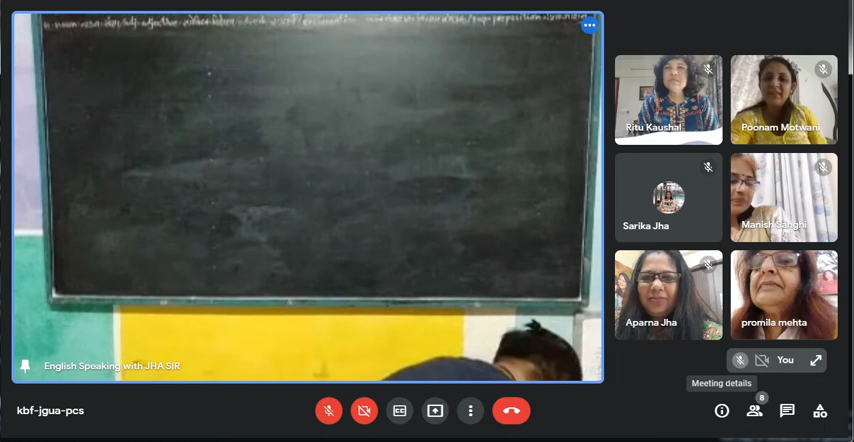 Ritu Kaushal
Poonam Motwani
Sarika Jha
Manish Sanghi
Aparna Jha
promila mehta
English Speaking with JHA SIR
You
Meeting details
kbf-jgua-pcs
8